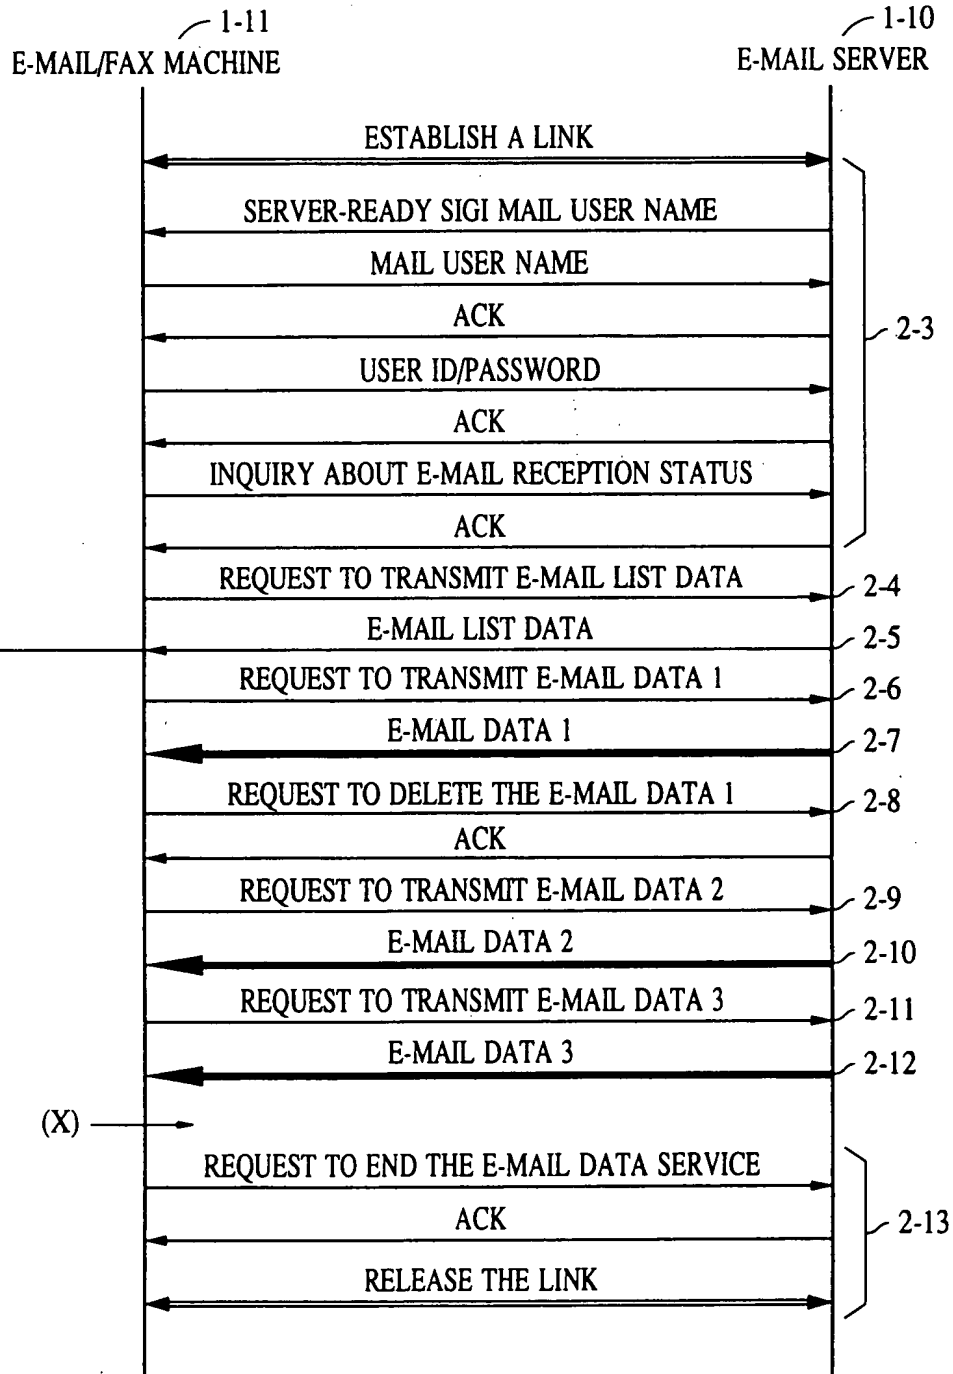 1-11
1-10
E-MAIL/FAX MACHINE
E-MAIL SERVER
ESTABLISH A LINK
SERVER-READY SIGI MAIL USER NAME
MAIL USER NAME
ACK
2-3
USER ID/PASSWORD
ACK
INQUIRY ABOUT E-MAIL RECEPTION STATUS
ACK
REQUEST TO TRANSMIT E-MAIL LIST DATA
2-4
E-MAIL LIST DATA
2-5
REQUEST TO TRANSMIT E-MAIL DATA 1
2-6
E-MAIL DATA 1
2-7
REQUEST TO DELETE THE E-MAIL DATA 1
2-8
ACK
REQUEST TO TRANSMIT E-MAIL DATA 2
2-9
E-MAIL DATA 2
2-10
REQUEST TO TRANSMIT E-MAIL DATA 3
2-11
E-MAIL DATA 3
2-12
(X)
REQUEST TO END THE E-MAIL DATA SERVICE
ACK
2-13
RELEASE THE LINK